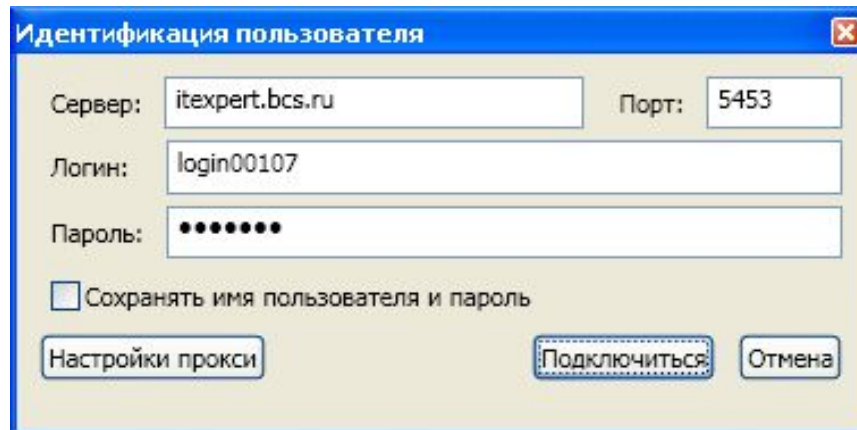 Идентификация пользователя
Сервер: itexpert.bcs.ru Порт: 5453
Логин: login00107
Пароль: •••••••
Сохранять имя пользователя и пароль
Настройки прокси Подключиться Отмена